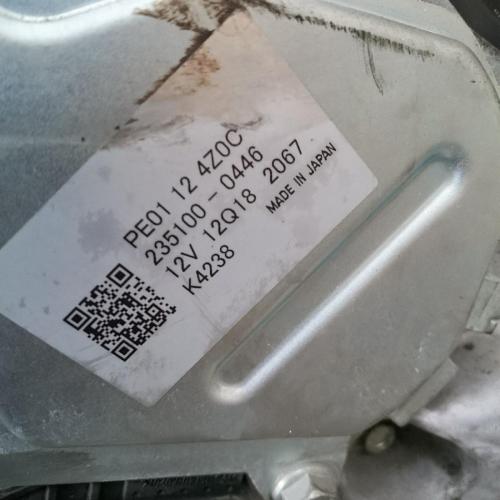 PE01 12 4Z0C
235100-0446
12V 12Q18 2067
K4238
MADE IN JAPAN